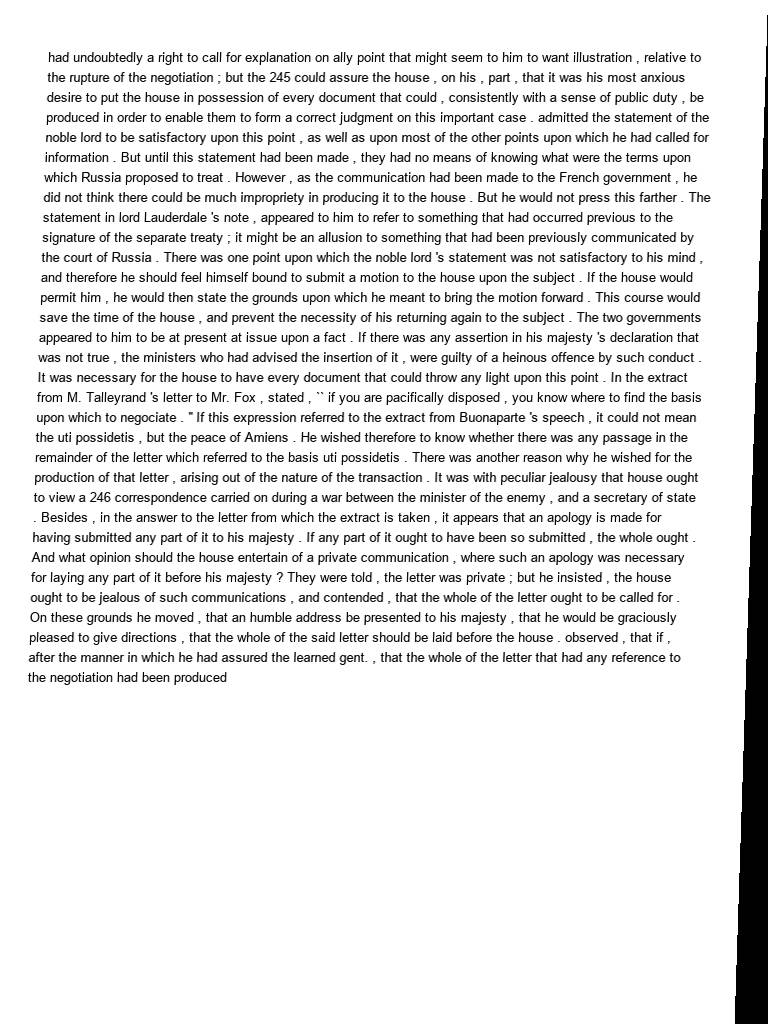 had undoubtedly a right to call for explanation on ally point that might seem to him to want illustration , relative to
the rupture of the negotiation ; but the 245 could assure the house , on his , part , that it was his most anxious
desire to put the house in possession of every document that could , consistently with a sense of public duty , be
produced in order to enable them to form a correct judgment on this important case . admitted the statement of the
noble lord to be satisfactory upon this point , as well as upon most of the other points upon which he had called for
information . But until this statement had been made , they had no means of knowing what were the terms upon
which Russia proposed to treat . However , as the communication had been made to the French government , he
did not think there could be much impropriety in producing it to the house . But he would not press this farther . The
statement in lord Lauderdale 's note , appeared to him to refer to something that had occurred previous to the
signature of the separate treaty ; it might be an allusion to something that had been previously communicated by
the court of Russia . There was one point upon which the noble lord 's statement was not satisfactory to his mind ,
and therefore he should feel himself bound to submit a motion to the house upon the subject . If the house would
permit him , he would then state the grounds upon which he meant to bring the motion forward . This course would
save the time of the house , and prevent the necessity of his returning again to the subject . The two governments
appeared to him to be at present at issue upon a fact . If there was any assertion in his majesty 's declaration that
was not true , the ministers who had advised the insertion of it , were guilty of a heinous offence by such conduct .
It was necessary for the house to have every document that could throw any light upon this point . In the extract
from M. Talleyrand 's letter to Mr. Fox , stated , `` if you are pacifically disposed , you know where to find the basis
upon which to negociate . '' If this expression referred to the extract from Buonaparte 's speech , it could not mean
the uti possidetis , but the peace of Amiens . He wished therefore to know whether there was any passage in the
remainder of the letter which referred to the basis uti possidetis . There was another reason why he wished for the
production of that letter , arising out of the nature of the transaction . It was with peculiar jealousy that house ought
to view a 246 correspondence carried on during a war between the minister of the enemy , and a secretary of state
. Besides , in the answer to the letter from which the extract is taken , it appears that an apology is made for
having submitted any part of it to his majesty . If any part of it ought to have been so submitted , the whole ought .
And what opinion should the house entertain of a private communication , where such an apology was necessary
for laying any part of it before his majesty ? They were told , the letter was private ; but he insisted , the house
ought to be jealous of such communications , and contended , that the whole of the letter ought to be called for .
On these grounds he moved , that an humble address be presented to his majesty , that he would be graciously
pleased to give directions , that the whole of the said letter should be laid before the house . observed , that if ,
after the manner in which he had assured the learned gent. , that the whole of the letter that had any reference to
the negotiation had been produced